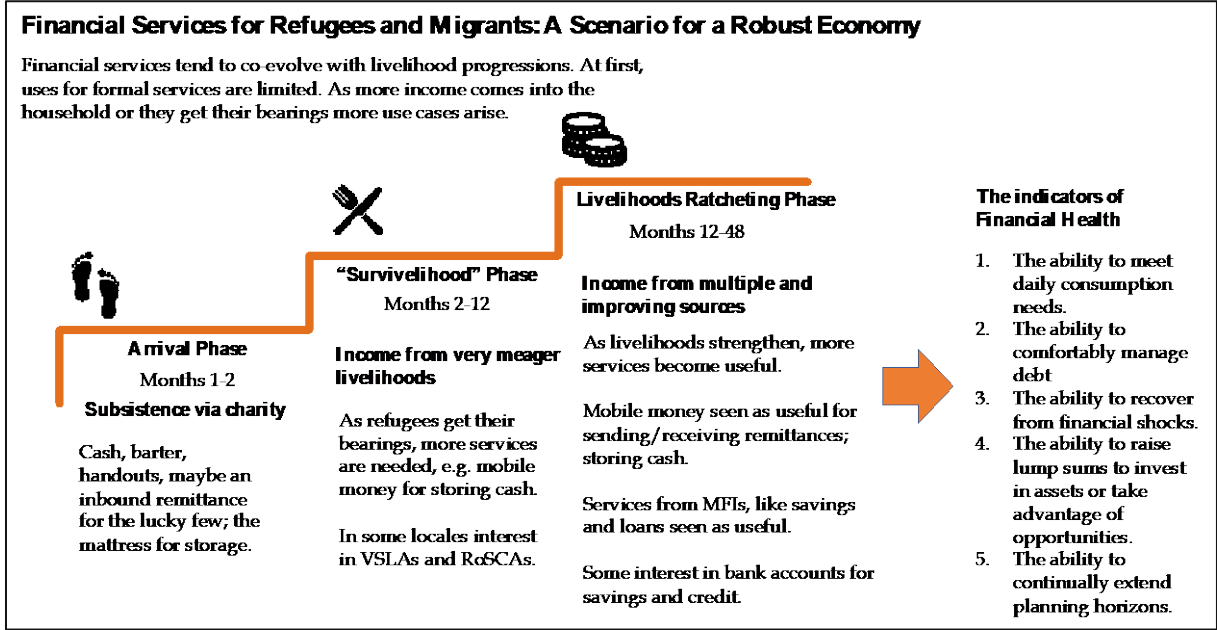 Financial Services for Refugees and Migrants: A Scenario for a Robust Economy
Financial services tend to co-evolve with livelihood progressions. At first,
uses for formal services are limited. As more income comes into the
household or they get their bearings more use cases arise.
Arrival Phase
Months 1-2
Subsistence via charity
Cash, barter,
handouts, maybe an
inbound remittance
for the lucky few; the
mattress for storage.
“Survivelihood” Phase
Months 2-12
Income from very meager
livelihoods
As refugees get their
bearings, more services
are needed, e.g. mobile
money for storing cash.
In some locales interest
in VSLAs and RoSCAs.
Livelihoods Ratcheting Phase
Months 12-48
Income from multiple and
improving sources
As livelihoods strengthen, more
services become useful.
Mobile money seen as useful for
sending/receiving remittances;
storing cash.
Services from MFIs, like savings
and loans seen as useful.
Some interest in bank accounts for
savings and credit.
The indicators of
Financial Health
1. The ability to meet
daily consumption
needs.
2. The ability to
comfortably manage
debt
3. The ability to recover
from financial shocks.
4. The ability to raise
lump sums to invest
in assets or take
advantage of
opportunities.
5. The ability to
continually extend
planning horizons.